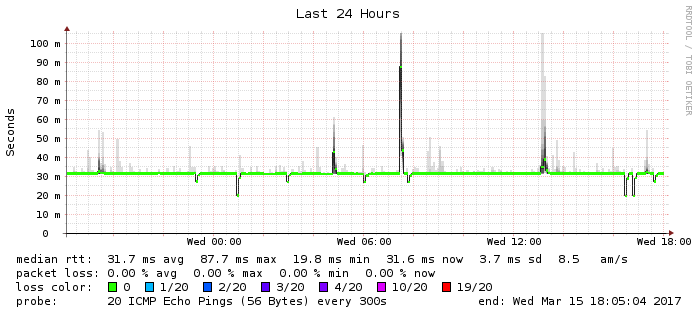 Last 24 Hours
RRDTOOL / TOBI OETIKER
Seconds
100 m
90 m
80 m
70 m
60 m
50 m
40 m
30 m
20 m
10 m
0
Wed 00:00 Wed 06:00 Wed 12:00 Wed 18:00
median rtt: 31.7 ms avg 87.7 ms max 19.8 ms min 31.6 ms now 3.7 ms sd 8.5 am/s
packet loss: 0.00 % avg 0.00 % max 0.00 % min 0.00 % now
loss color: 0 1/20 2/20 3/20 4/20 10/20 19/20
probe: 20 ICMP Echo Pings (56 Bytes) every 300s end: Wed Mar 15 18:05:04 2017